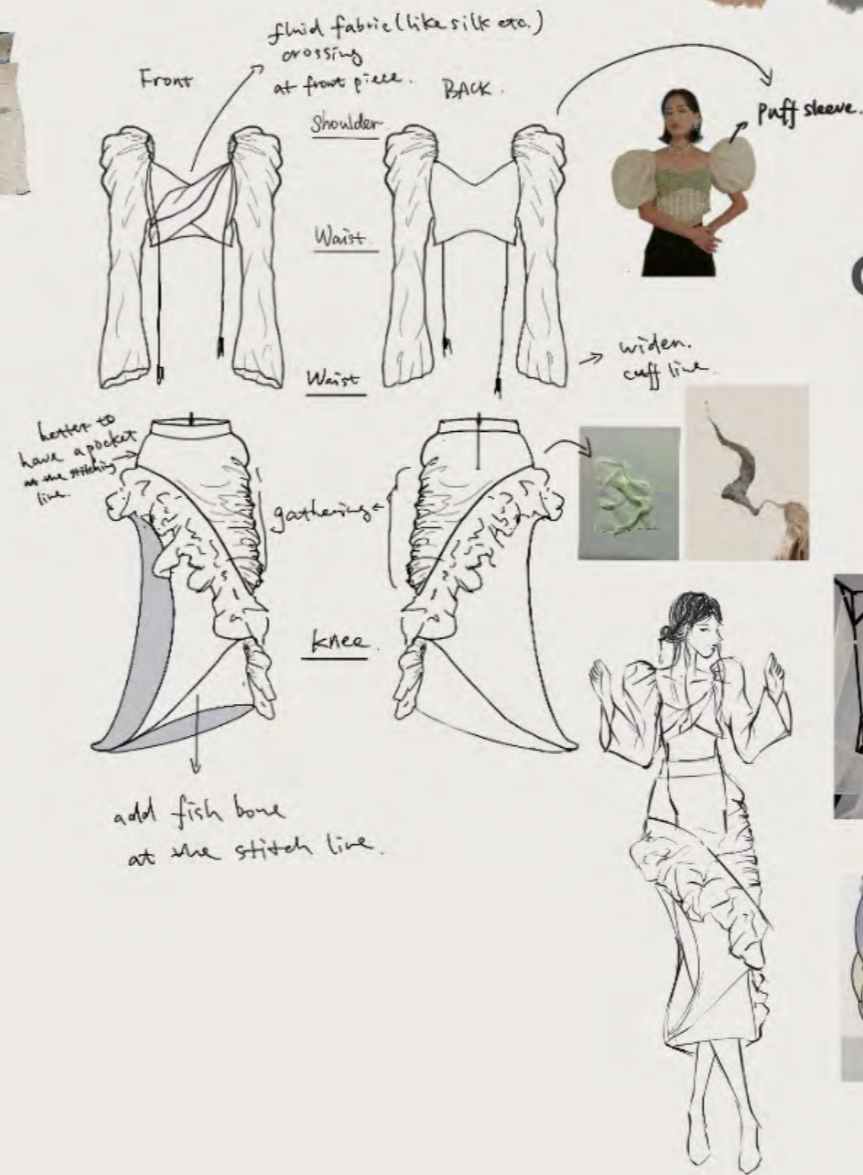 fluid fabric (like silk etc.)
crossing
at front piece.
Front
BACK.
Shoulder
puff sleeve.
Waist.
widen.
cuff line.
Waist
better to
have a pocket
at the stitching
line.
gathering
knee.
add fish bone
at the stitch line.